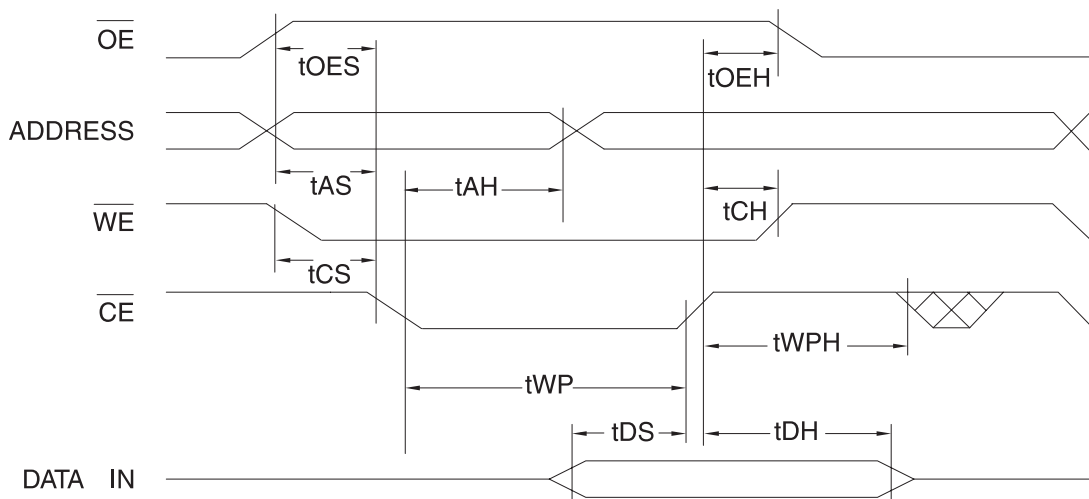 OE
tOES
tOEH
ADDRESS
tAS
tAH
tCH
WE
tCS
CE
tWPH
tWP
tDS
tDH
DATA IN